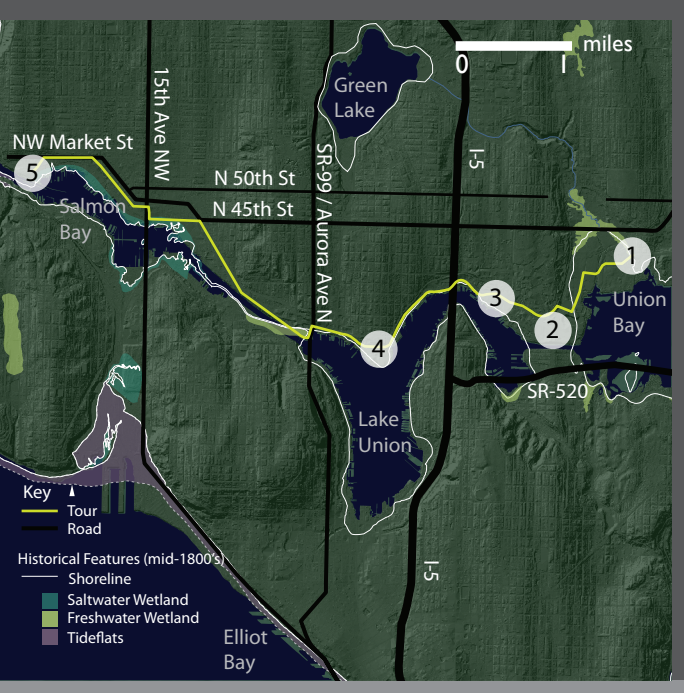 miles
0
1
Green
Lake
15th Ave NW
NW Market St
SR-99 / Aurora Ave N
I-5
5
N 50th St
Salmon
Bay
N 45th St
1
3
Union
Bay
2
4
SR-520
Lake
Union
Key
Tour
Road
Historical Features (mid-1800's)
Shoreline
Saltwater Wetland
Freshwater Wetland
Tideflats
I-5
Elliot
Bay